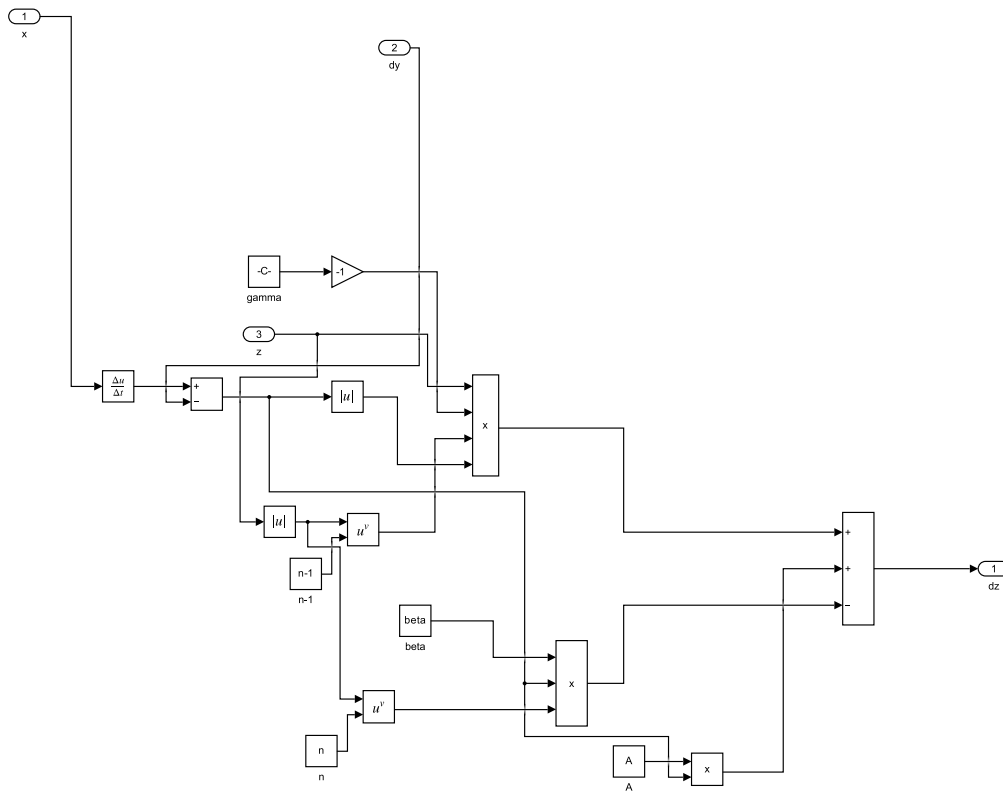 1
x
2
dy
-C-
-1
gamma
3
z
Δu
Δt
+
−
|u|
x
|u|
u^v
n-1
n-1
+
+
−
1
dz
beta
beta
x
u^v
n
n
A
A
x